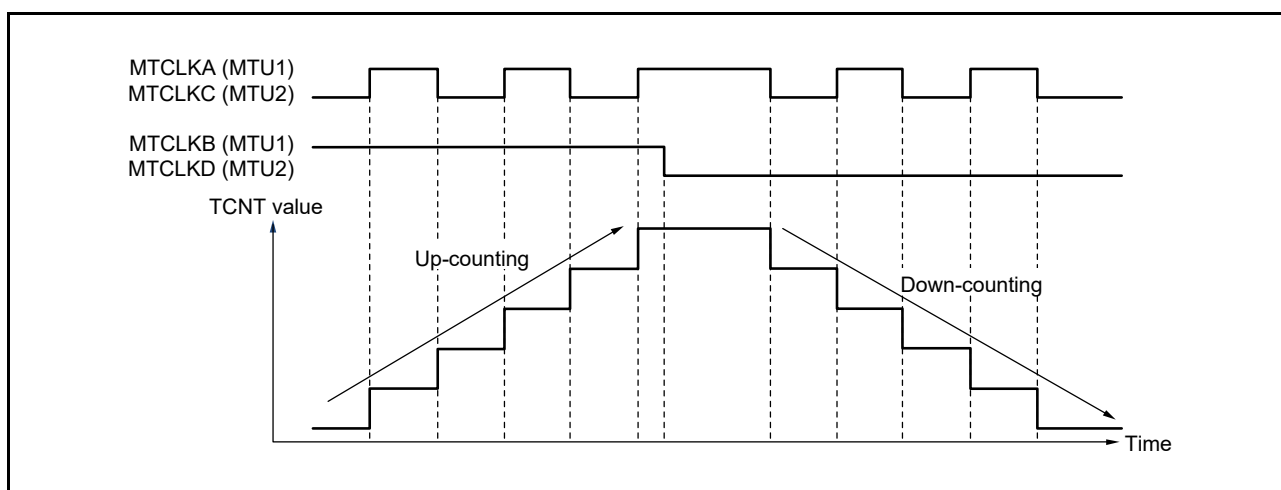 MTCLKA (MTU1)
MTCLKC (MTU2)
MTCLKB (MTU1)
MTCLKD (MTU2)
TCNT value
Up-counting
Down-counting
Time